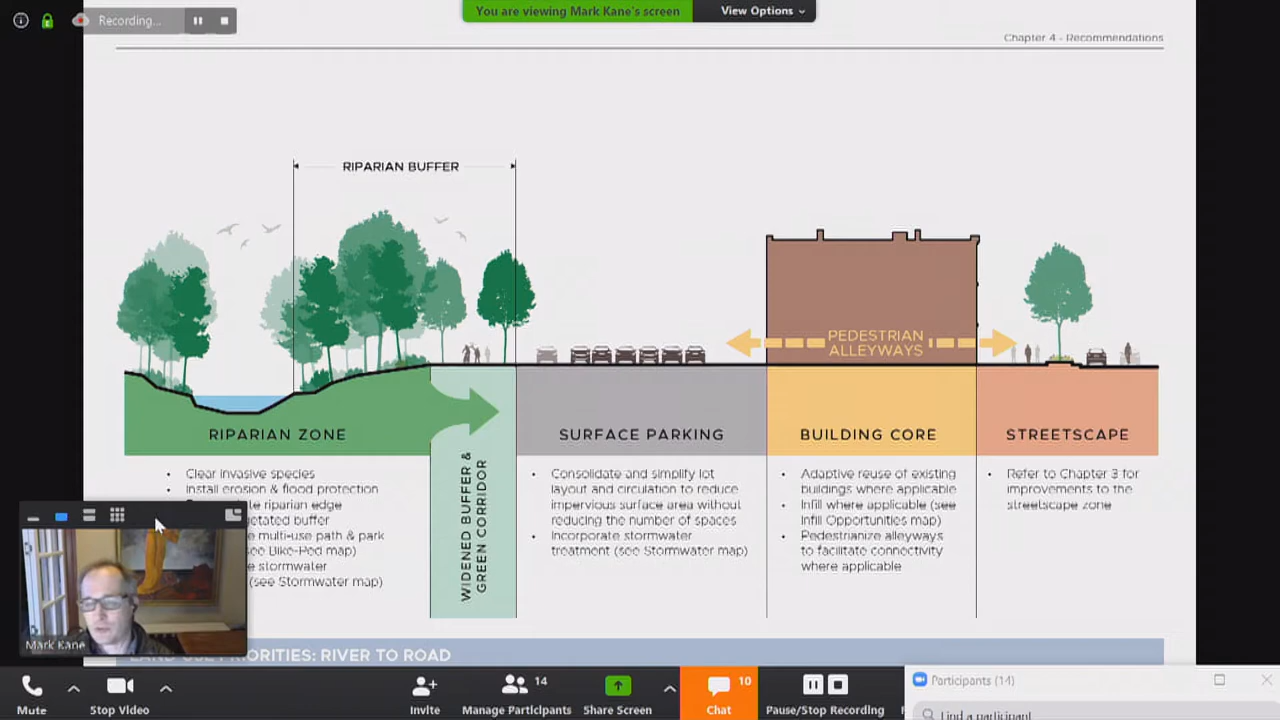 Recording...
You are viewing Mark Kane's screen
View Options
Chapter 4 - Recommendations
RIPARIAN BUFFER
PEDESTRIAN
ALLEYWAYS
RIPARIAN ZONE
SURFACE PARKING
BUILDING CORE
STREETSCAPE
• Clear invasive species
• Install erosion & flood protection
riparian edge
buffer
multi-use path & park
(see Bike-Ped map)
stormwater
(see Stormwater map)
WIDENED BUFFER &
GREEN CORRIDOR
• Consolidate and simplify lot
layout and circulation to reduce
impervious surface area without
reducing the number of spaces
• Incorporate stormwater
treatment (see Stormwater map)
• Adaptive reuse of existing
buildings where applicable
• Infill where applicable (see
Infill Opportunities map)
• Pedestrianize alleyways
to facilitate connectivity
where applicable
• Refer to Chapter 3 for
improvements to the
streetscape zone
Mark Kane
LAND USE PRIORITIES: RIVER TO ROAD
Mute
Stop Video
Invite
14
Manage Participants
Share Screen
10
Chat
Pause/Stop Recording
Participants (14)
Find a participant